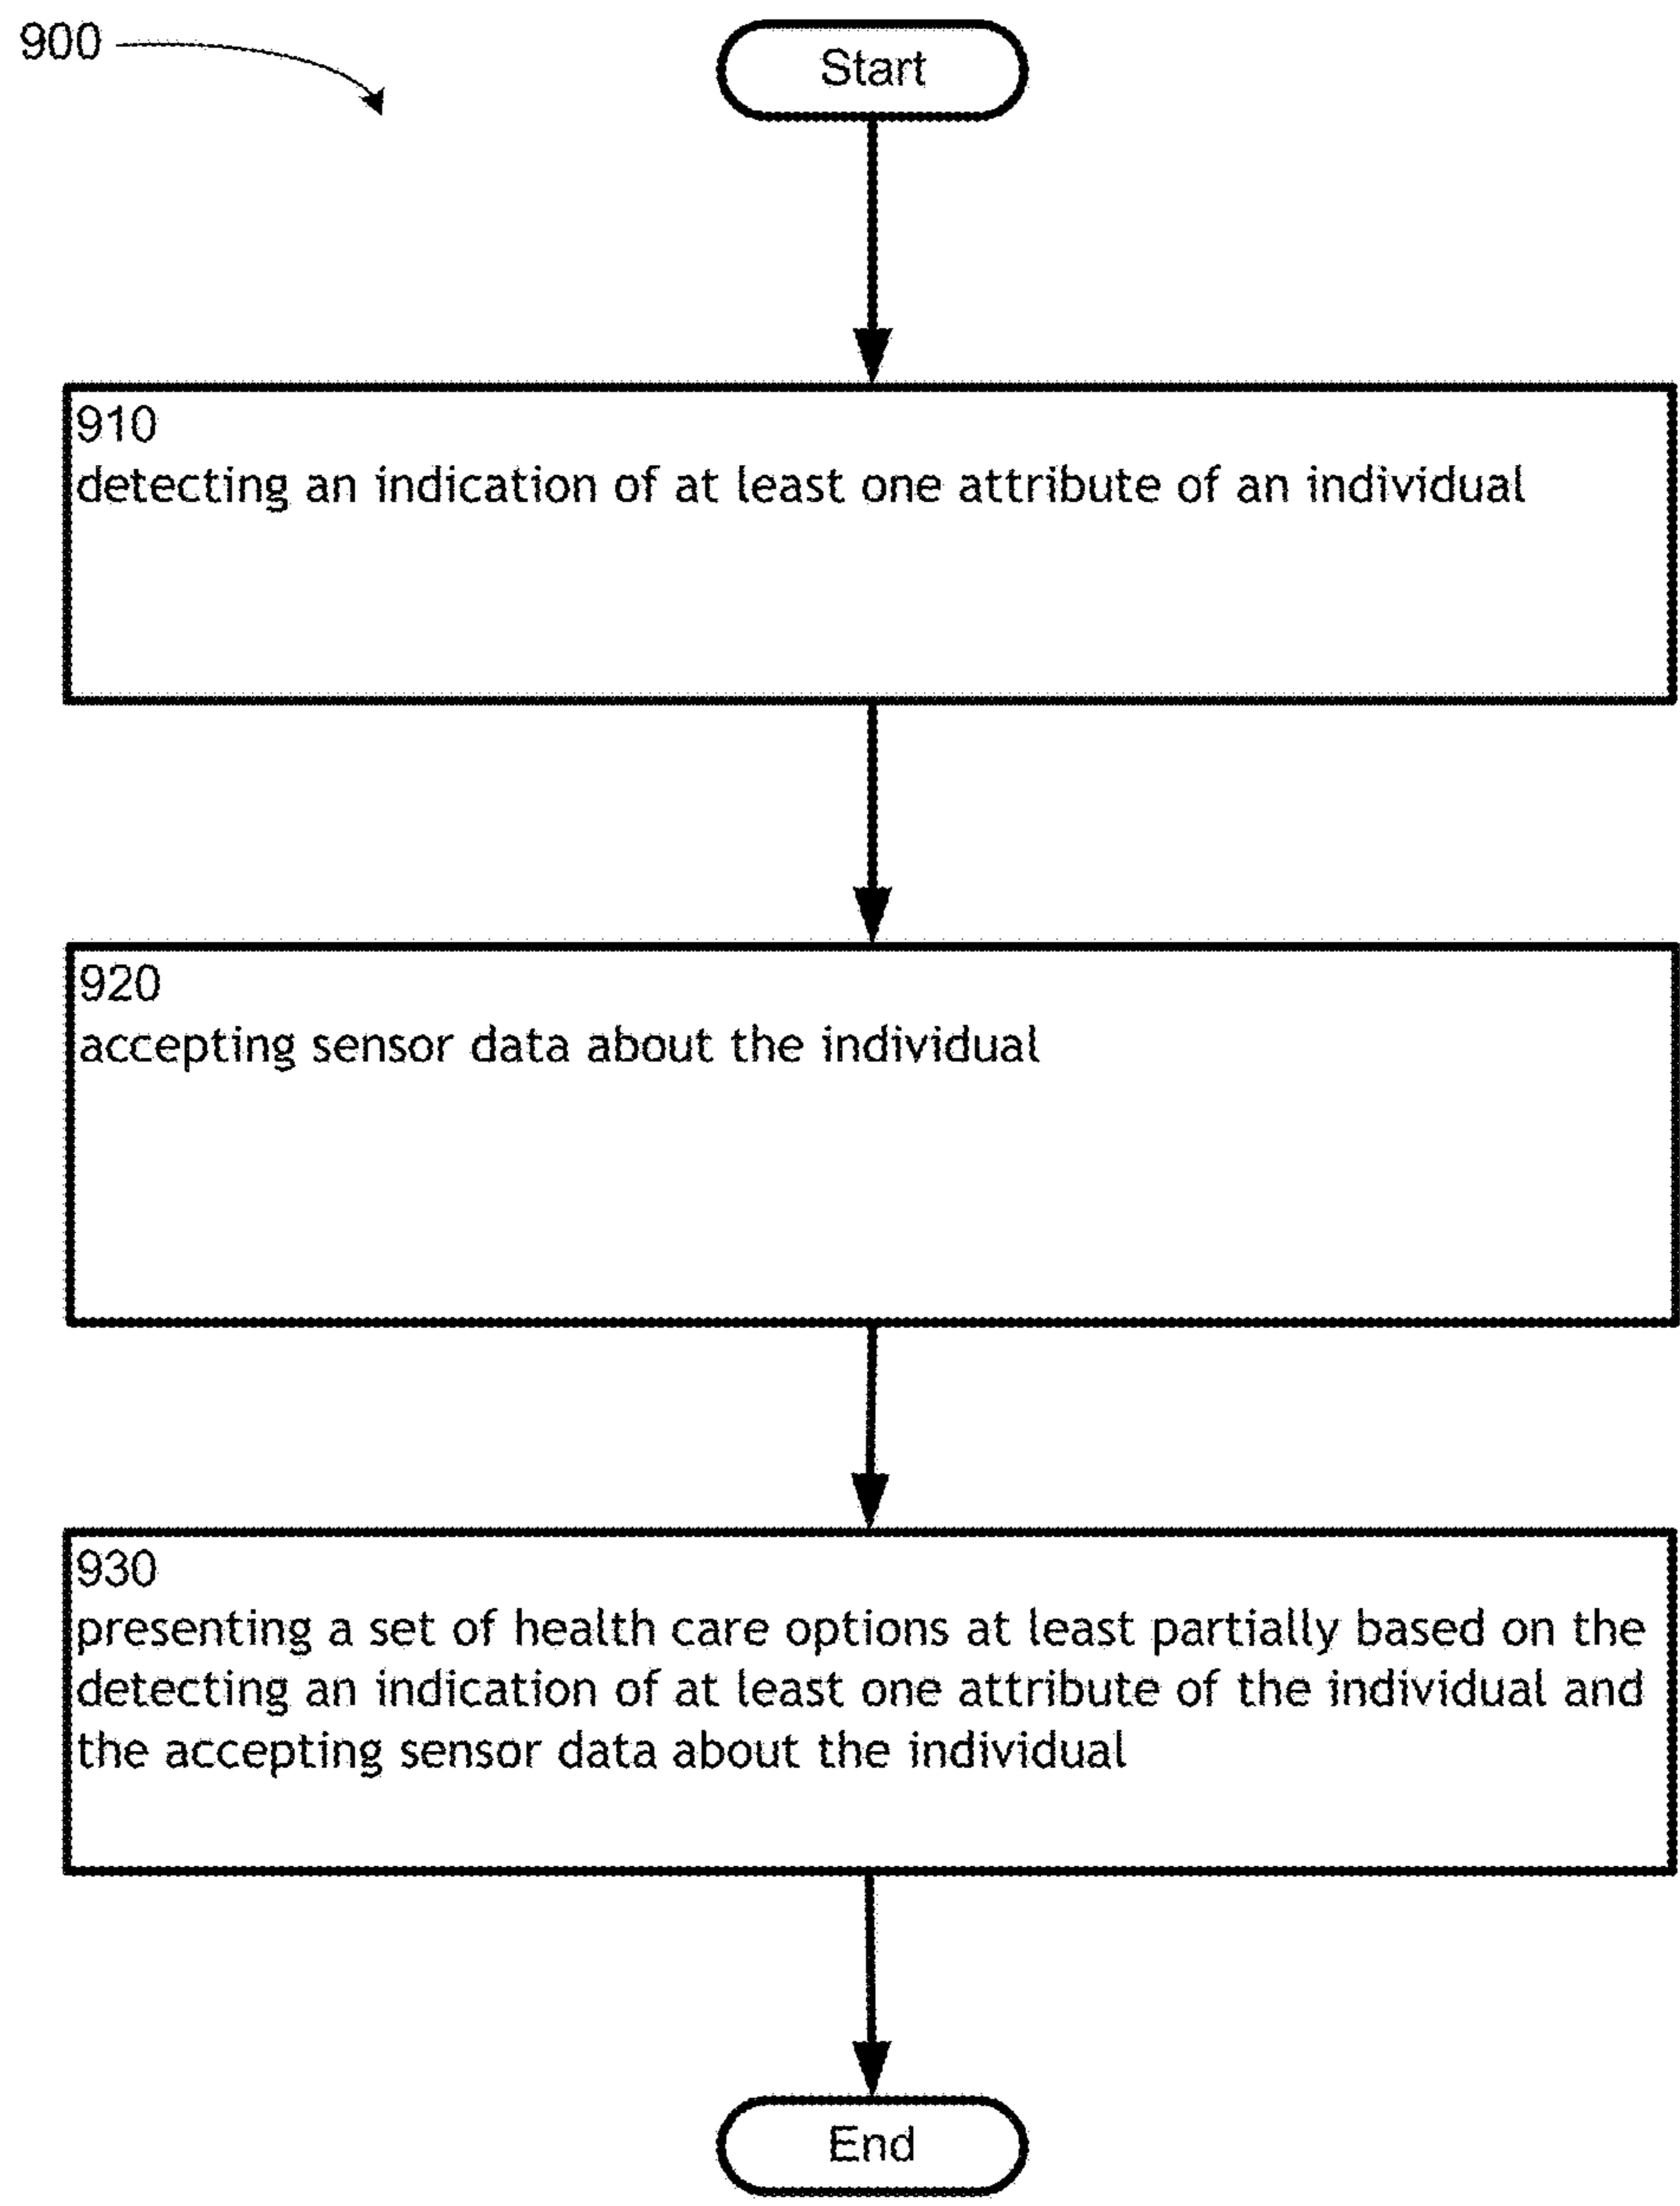 900
Start
910
detecting an indication of at least one attribute of an individual
920
accepting sensor data about the individual
930
presenting a set of health care options at least partially based on the
detecting an indication of at least one attribute of the individual and
the accepting sensor data about the individual
End